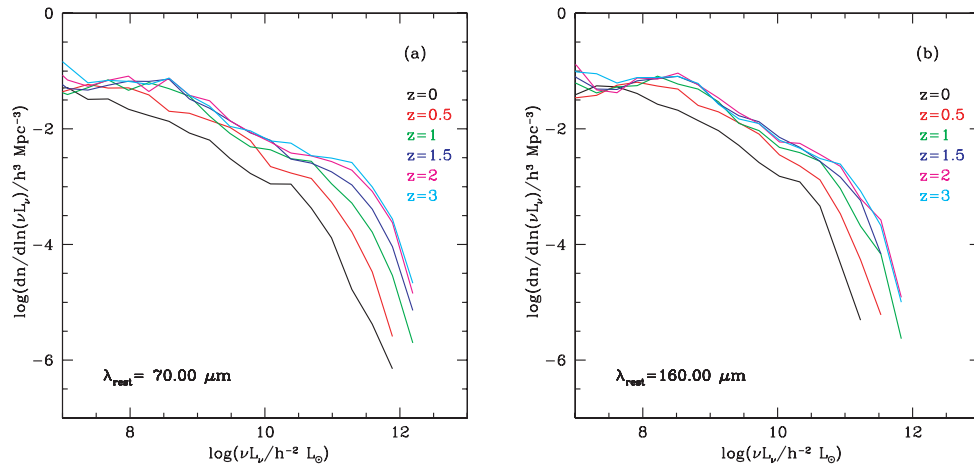 0
-2
-4
-6
log(dn/dln(νL_ν)/h³ Mpc⁻³)
(a)
z=0
z=0.5
z=1
z=1.5
z=2
z=3
λ_rest= 70.00 μm
8
10
12
log(νL_ν/h⁻² L_⊙)
0
-2
-4
-6
log(dn/dln(νL_ν)/h³ Mpc⁻³)
(b)
z=0
z=0.5
z=1
z=1.5
z=2
z=3
λ_rest=160.00 μm
8
10
12
log(νL_ν/h⁻² L_⊙)